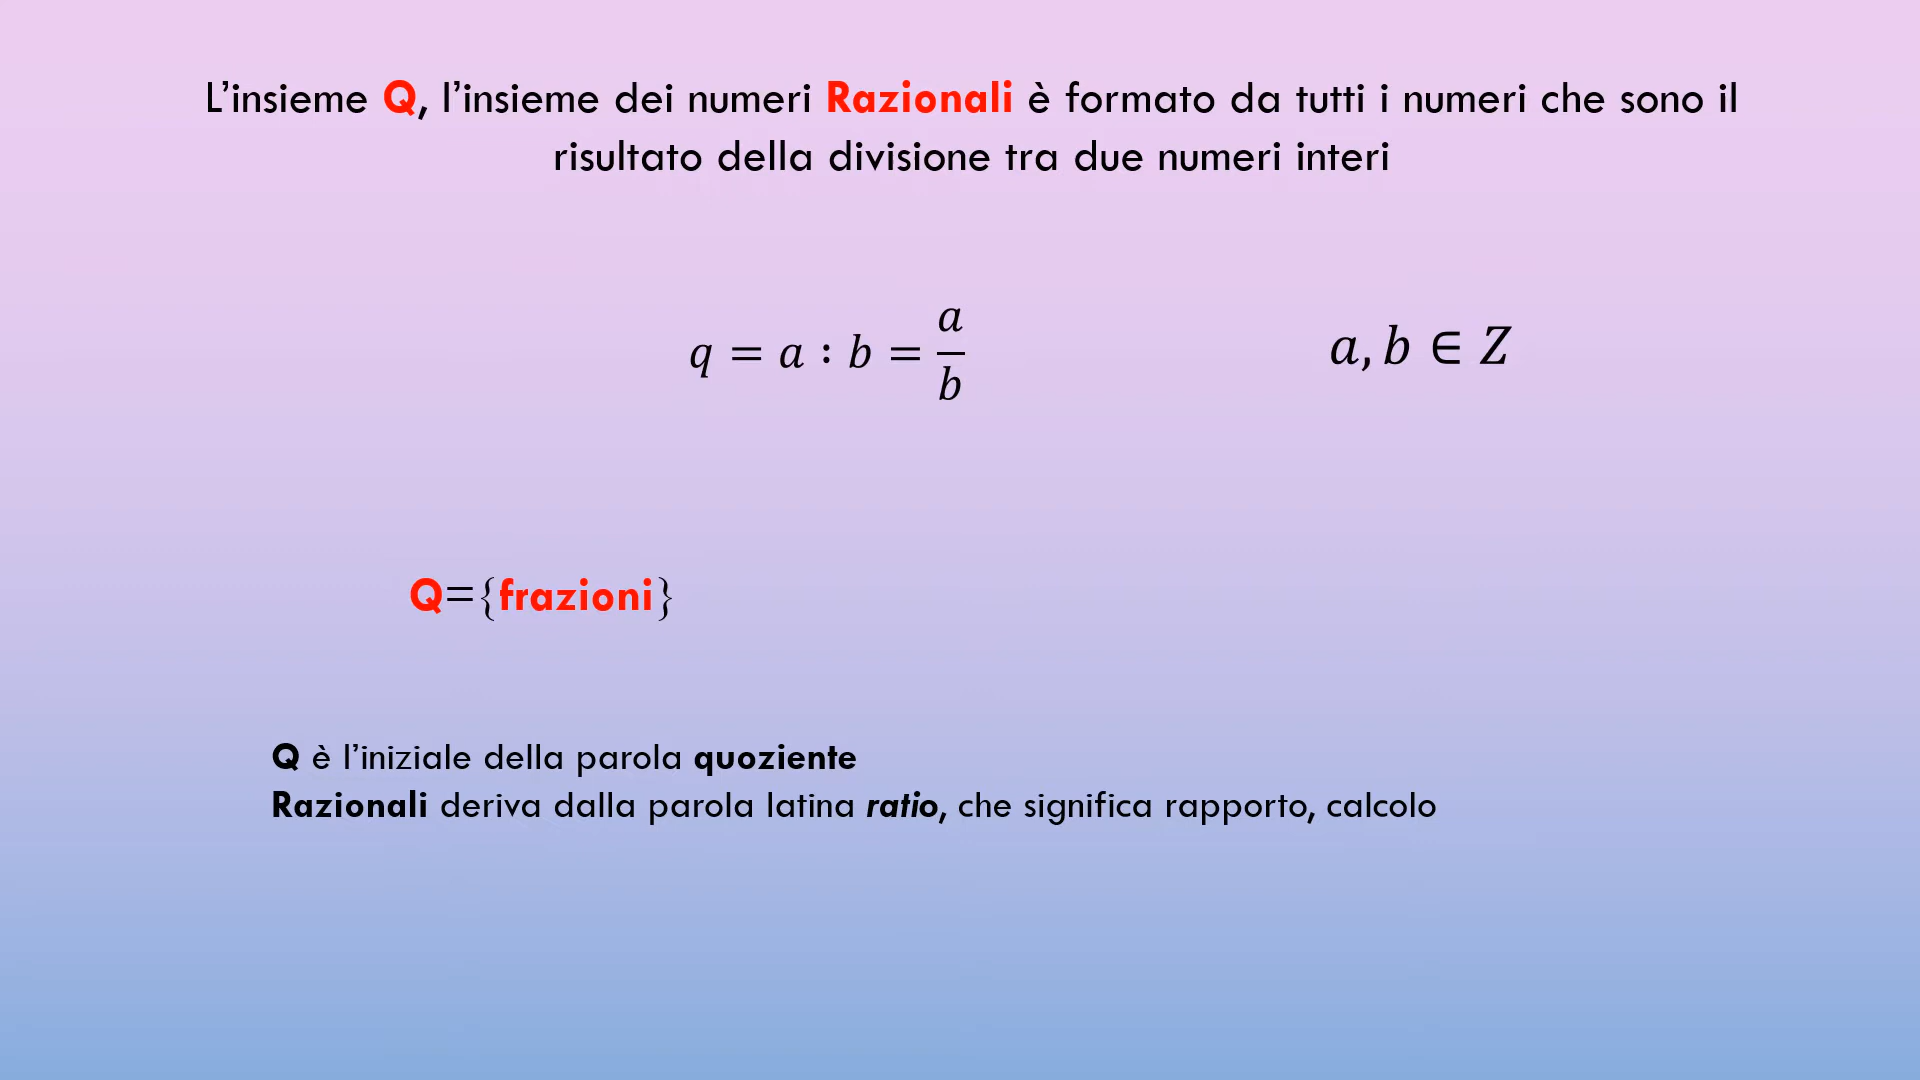 L’insieme Q, l’insieme dei numeri Razionali è formato da tutti i numeri che sono il
risultato della divisione tra due numeri interi
q = a : b = a/b
a, b ∈ Z
Q={frazioni}
Q è l’iniziale della parola quoziente
Razionali deriva dalla parola latina ratio, che significa rapporto, calcolo